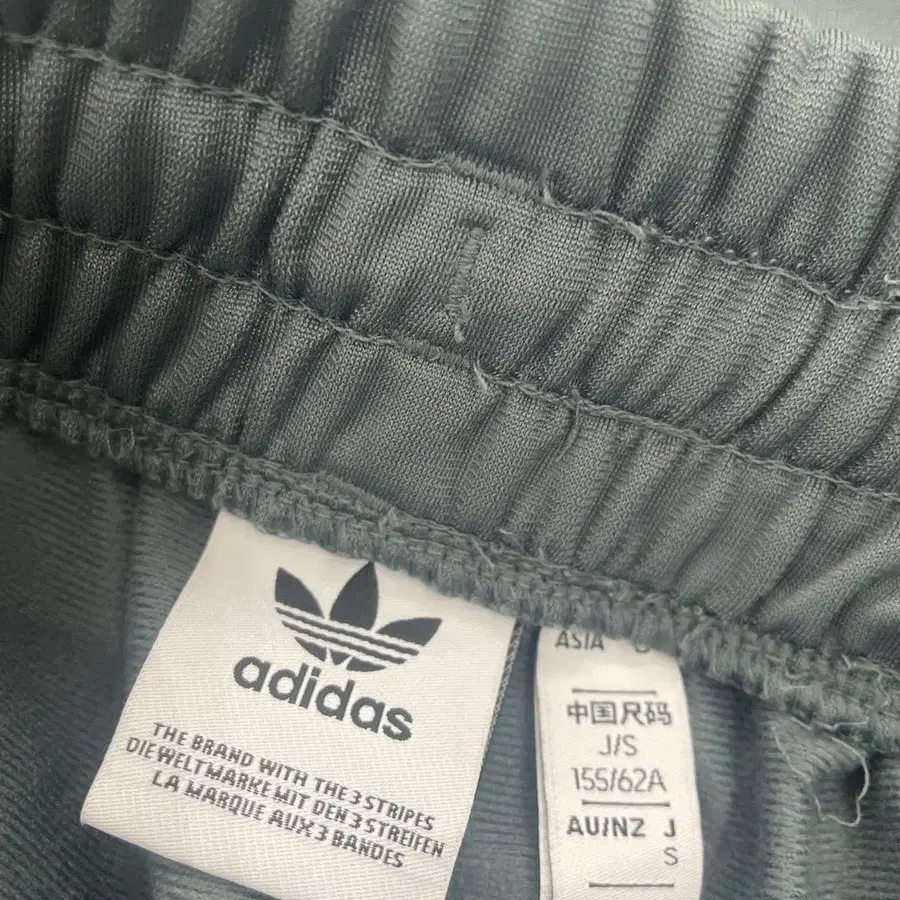 adidas
THE BRAND WITH THE 3 STRIPES
DIE WELTMARKE MIT DEN 3 STREIFEN
LA MARQUE AUX 3 BANDES
ASIA
中国尺码
J/S
155/62A
AU/NZ J
S